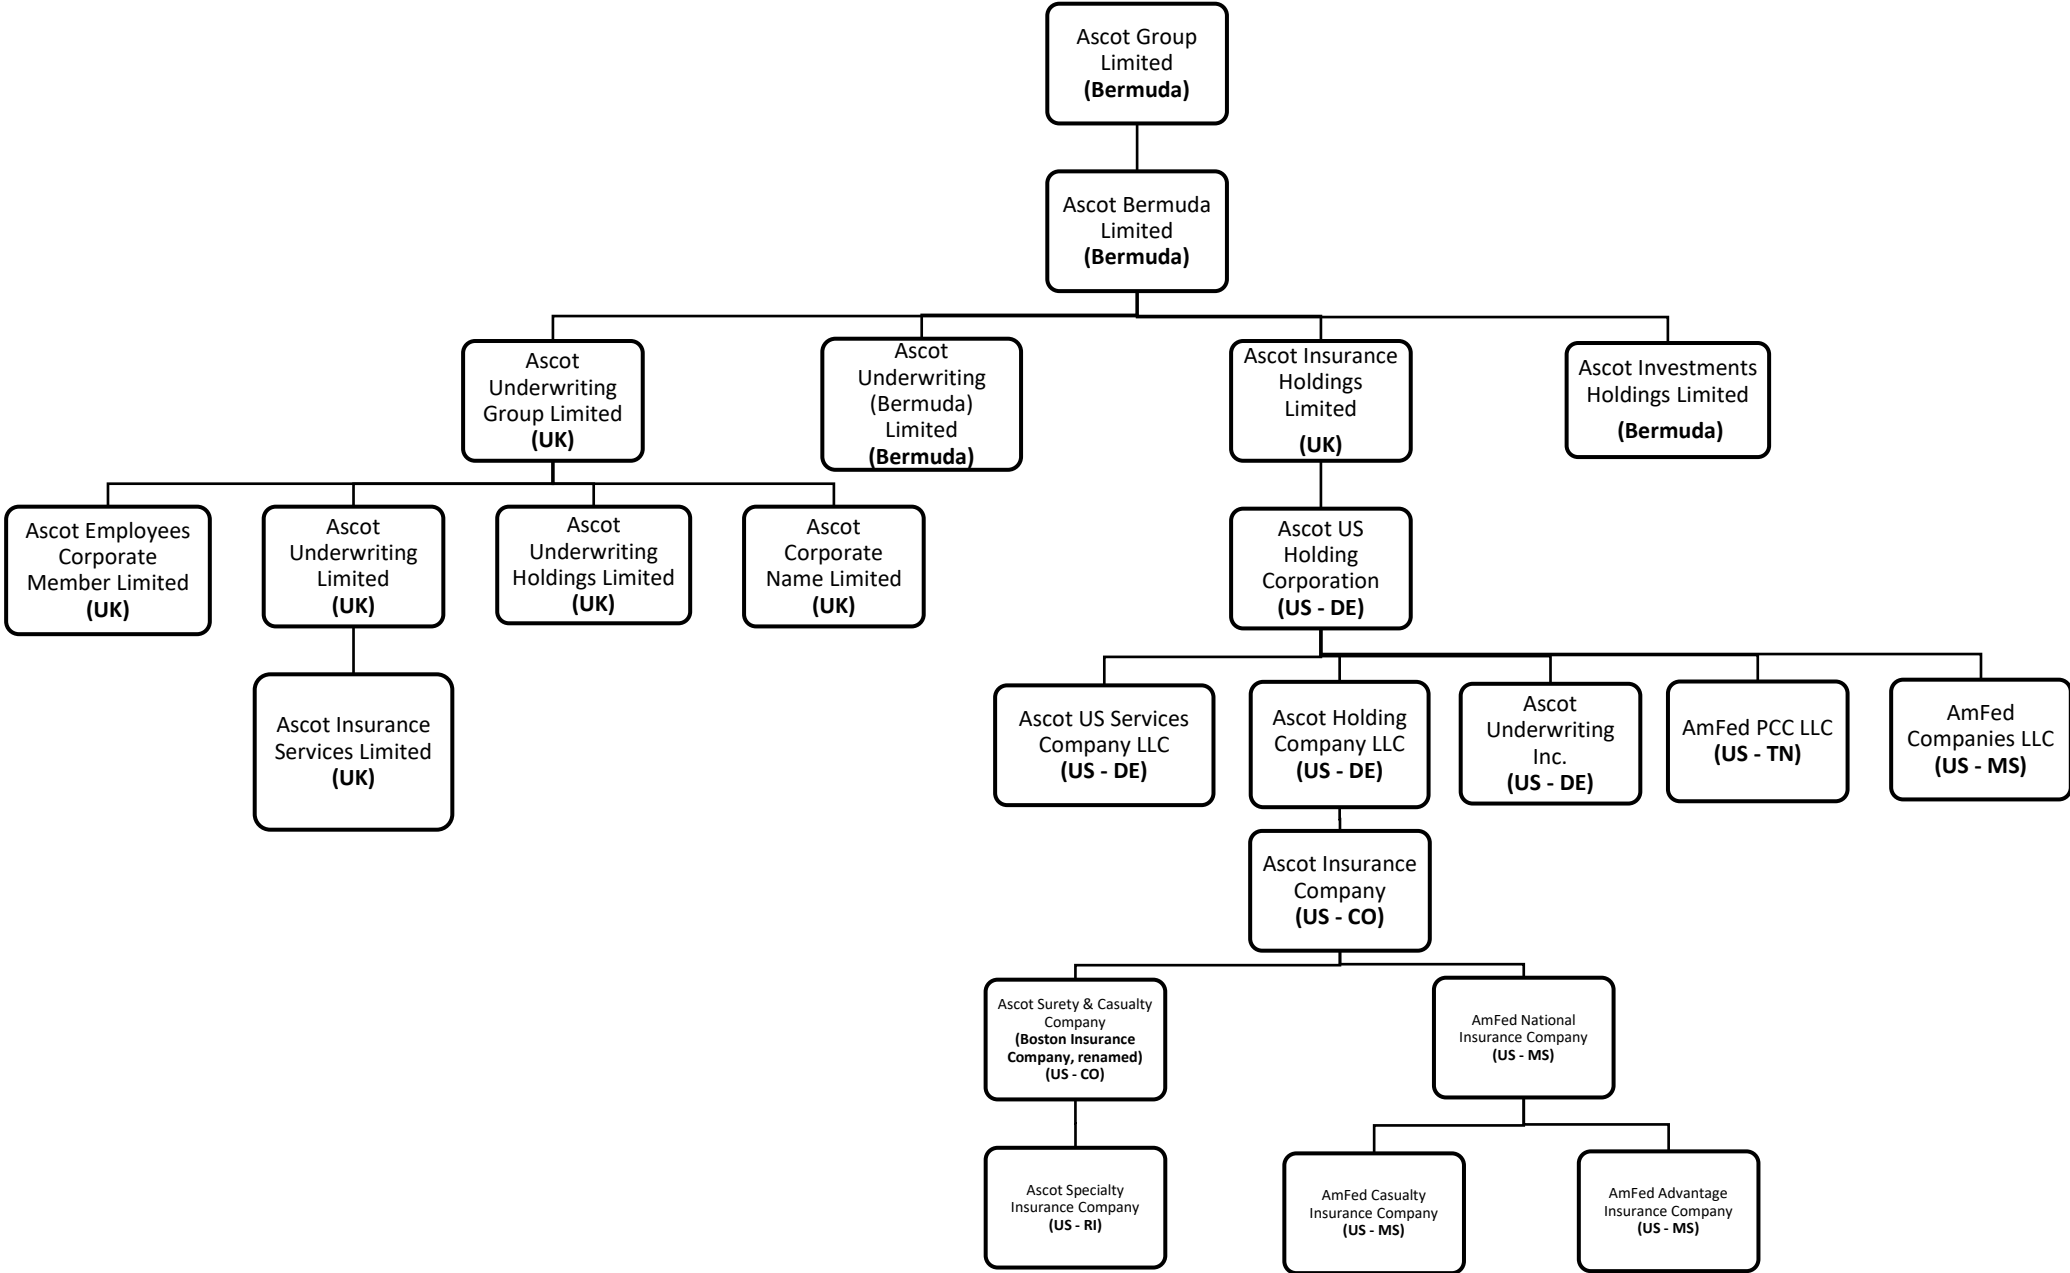 Ascot Group
Limited
(Bermuda)
Ascot Bermuda
Limited
(Bermuda)
Ascot
Underwriting
Group Limited
(UK)
Ascot
Underwriting
(Bermuda)
Limited
(Bermuda)
Ascot Insurance
Holdings
Limited
(UK)
Ascot Investments
Holdings Limited
(Bermuda)
Ascot Employees
Corporate
Member Limited
(UK)
Ascot
Underwriting
Limited
(UK)
Ascot
Underwriting
Holdings Limited
(UK)
Ascot
Corporate
Name Limited
(UK)
Ascot US
Holding
Corporation
(US - DE)
Ascot Insurance
Services Limited
(UK)
Ascot US Services
Company LLC
(US - DE)
Ascot Holding
Company LLC
(US - DE)
Ascot
Underwriting
Inc.
(US - DE)
AmFed PCC LLC
(US - TN)
AmFed
Companies LLC
(US - MS)
Ascot Insurance
Company
(US - CO)
Ascot Surety & Casualty
Company
(Boston Insurance
Company, renamed)
(US - CO)
AmFed National
Insurance Company
(US - MS)
Ascot Specialty
Insurance Company
(US - RI)
AmFed Casualty
Insurance Company
(US - MS)
AmFed Advantage
Insurance Company
(US - MS)